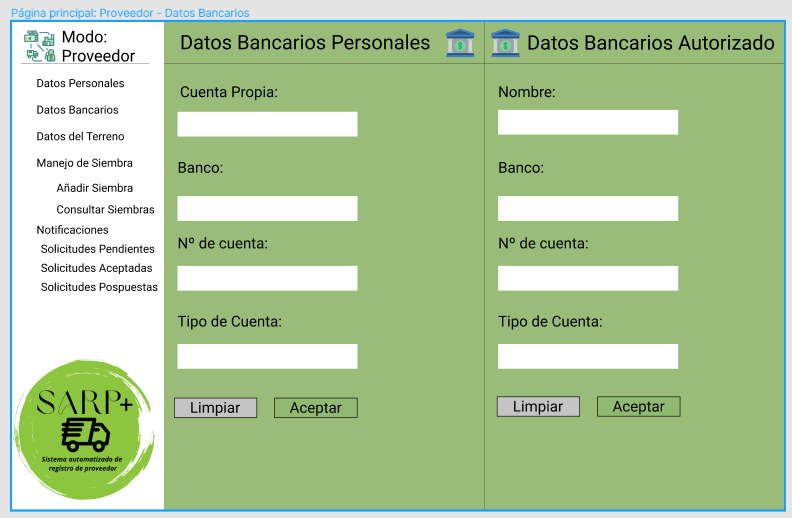 Página principal: Proveedor - Datos Bancarios
Modo:
Proveedor
Datos Personales
Datos Bancarios
Datos del Terreno
Manejo de Siembra
Añadir Siembra
Consultar Siembras
Notificaciones
Solicitudes Pendientes
Solicitudes Aceptadas
Solicitudes Pospuestas
SARP+
Sistema automatizado de
registro de proveedor
Datos Bancarios Personales
Cuenta Propia:
Banco:
Nº de cuenta:
Tipo de Cuenta:
Limpiar
Aceptar
Datos Bancarios Autorizado
Nombre:
Banco:
Nº de cuenta:
Tipo de Cuenta:
Limpiar
Aceptar